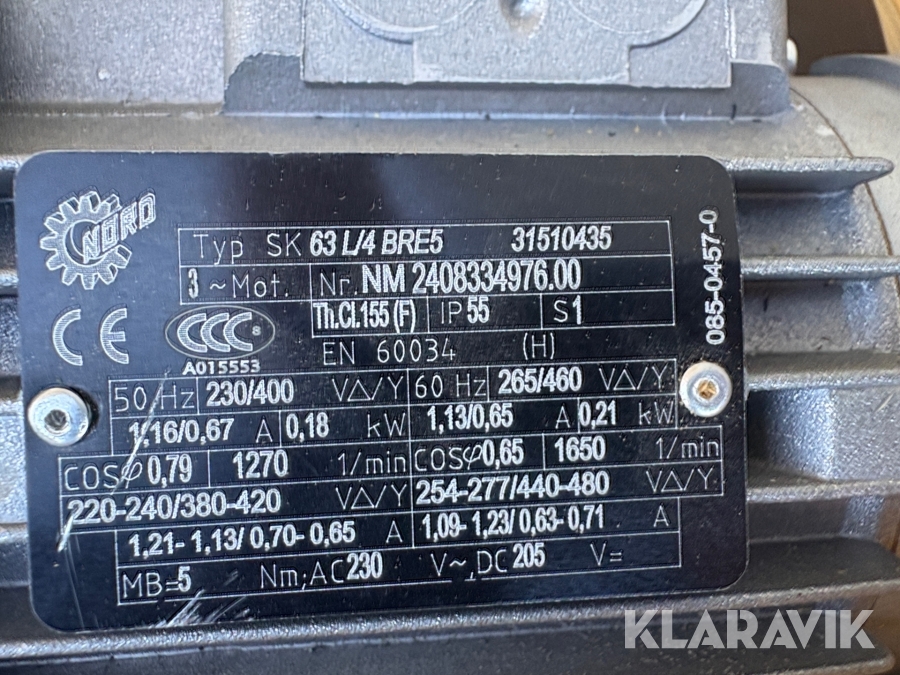 NORD
Typ SK 63 L/4 BRE5 31510435
3 ~ Mot. Nr. NM 2408334976.00
Th.Cl.155 (F) IP 55 S1
EN 60034 (H)
CE CCC S
A015553
085-0457-0
50 Hz 230/400 V△/Y 60 Hz 265/460 V△/Y
1,16/0,67 A 0,18 kW 1,13/0,65 A 0,21 kW
COSφ 0,79 1270 1/min COSφ 0,65 1650 1/min
220-240/380-420 V△/Y 254-277/440-480 V△/Y
1,21-1,13/ 0,70-0,65 A 1,09-1,23/ 0,63-0,71 A
MB=5 Nm; AC 230 V~, DC 205 V=
KLARAVIK